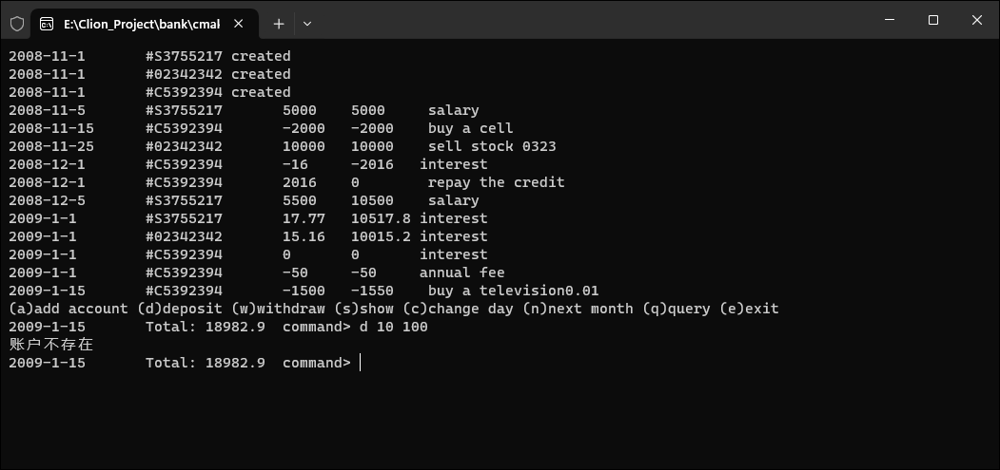 E:\Clion_Project\bank\cmak
2008-11-1 #S3755217 created
2008-11-1 #02342342 created
2008-11-1 #C5392394 created
2008-11-5 #S3755217 5000 5000 salary
2008-11-15 #C5392394 -2000 -2000 buy a cell
2008-11-25 #02342342 10000 10000 sell stock 0323
2008-12-1 #C5392394 -16 -2016 interest
2008-12-1 #C5392394 2016 0 repay the credit
2008-12-5 #S3755217 5500 10500 salary
2009-1-1 #S3755217 17.77 10517.8 interest
2009-1-1 #02342342 15.16 10015.2 interest
2009-1-1 #C5392394 0 0 interest
2009-1-1 #C5392394 -50 -50 annual fee
2009-1-15 #C5392394 -1500 -1550 buy a television0.01
(a)add account (d)deposit (w)withdraw (s)show (c)change day (n)next month (q)query (e)exit
2009-1-15 Total: 18982.9 command> d 10 100
账户不存在
2009-1-15 Total: 18982.9 command>